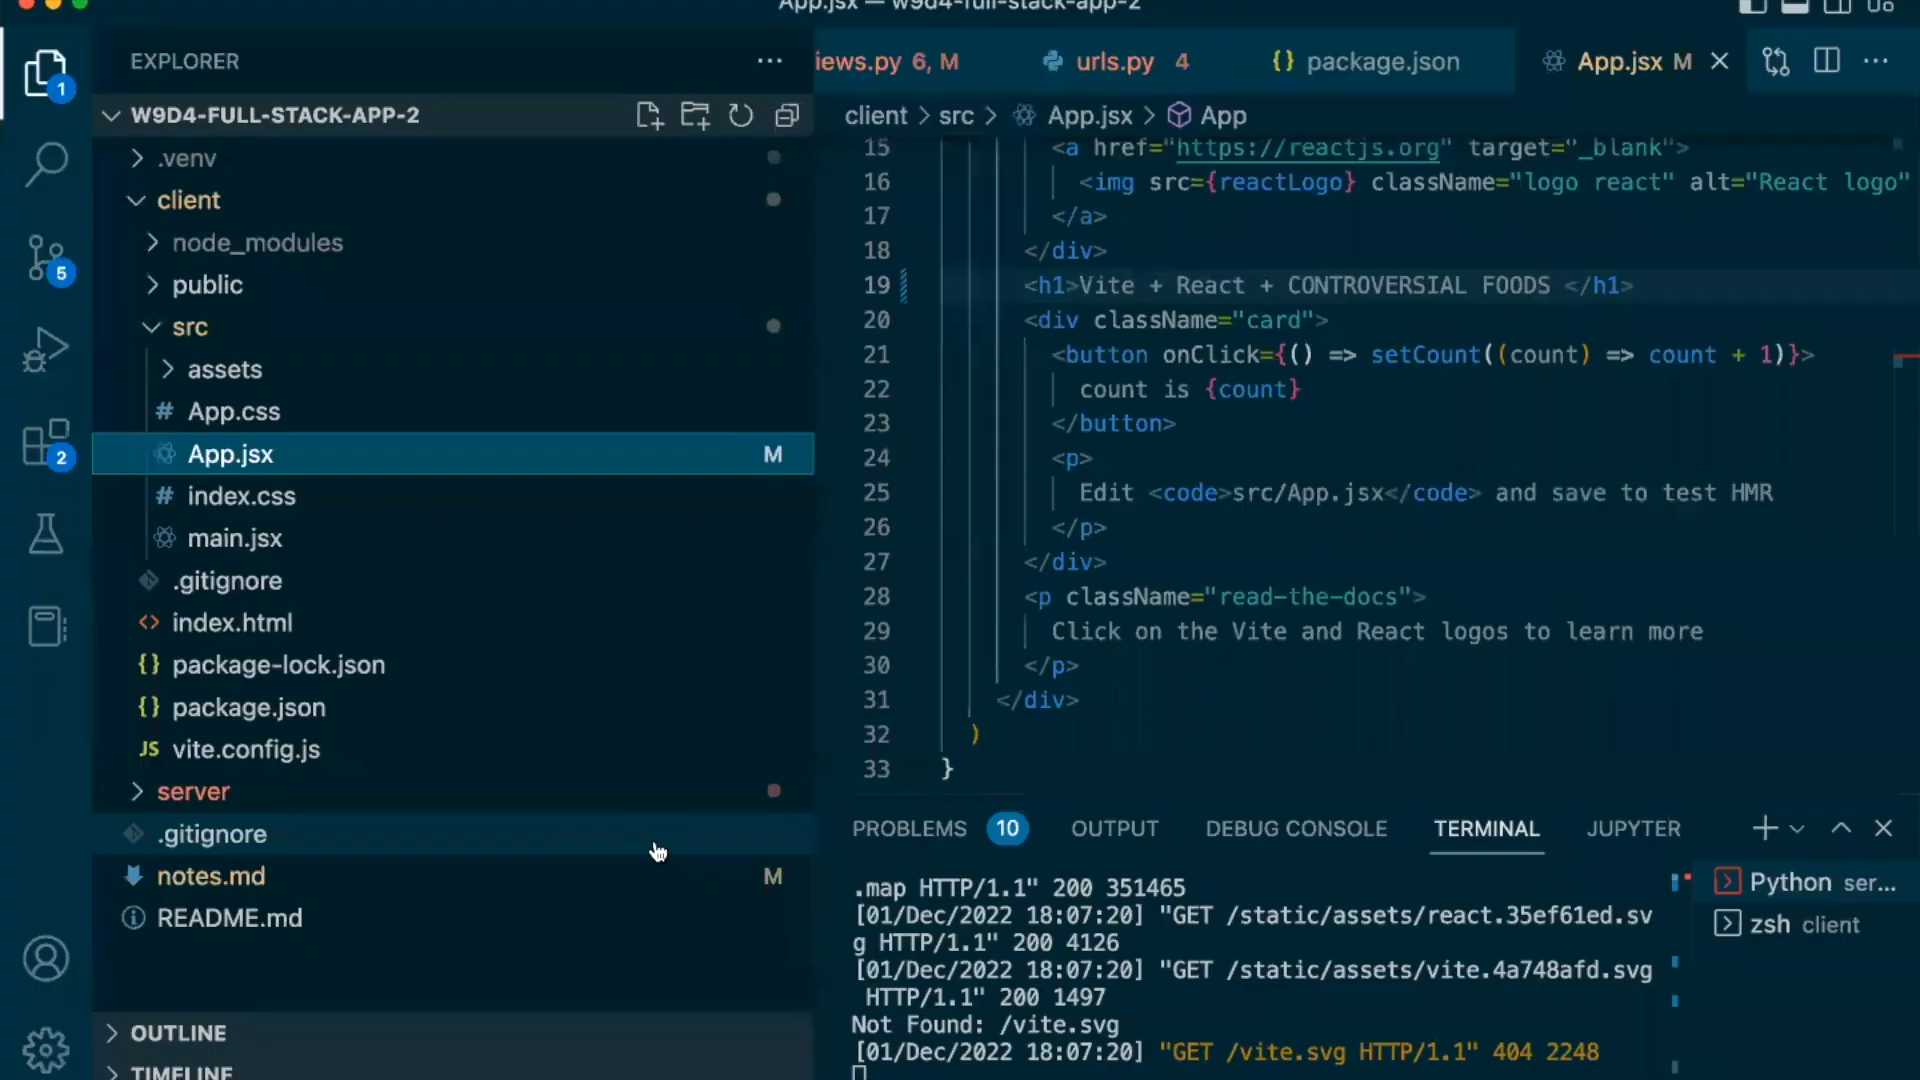 App.jsx — w9d4-full-stack-app-2
EXPLORER
W9D4-FULL-STACK-APP-2
.venv
client
node_modules
public
src
assets
App.css
App.jsx M
index.css
main.jsx
.gitignore
index.html
package-lock.json
package.json
vite.config.js
server
.gitignore
notes.md M
README.md
OUTLINE
TIMELINE
1
5
2
iews.py 6, M
urls.py 4
package.json
App.jsx M
client > src > App.jsx > App
15 <a href="https://reactjs.org" target="_blank">
16 <img src={reactLogo} className="logo react" alt="React logo"
17 </a>
18 </div>
19 <h1>Vite + React + CONTROVERSIAL FOODS </h1>
20 <div className="card">
21 <button onClick={() => setCount((count) => count + 1)}>
22 count is {count}
23 </button>
24 <p>
25 Edit <code>src/App.jsx</code> and save to test HMR
26 </p>
27 </div>
28 <p className="read-the-docs">
29 Click on the Vite and React logos to learn more
30 </p>
31 </div>
32 )
33 }
PROBLEMS 10 OUTPUT DEBUG CONSOLE TERMINAL JUPYTER
.map HTTP/1.1" 200 351465
[01/Dec/2022 18:07:20] "GET /static/assets/react.35ef61ed.sv
g HTTP/1.1" 200 4126
[01/Dec/2022 18:07:20] "GET /static/assets/vite.4a748afd.svg
HTTP/1.1" 200 1497
Not Found: /vite.svg
[01/Dec/2022 18:07:20] "GET /vite.svg HTTP/1.1" 404 2248
Python ser...
zsh client